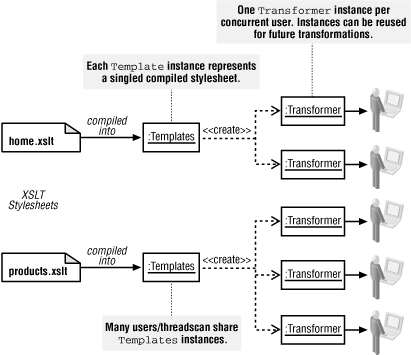 One Transformer instance per
concurrent user. Instances can be reused
for future transformations.
Each Template instance represents
a singled compiled stylesheet.
compiled
into
home.xslt
:Templates
<<create>>
:Transformer
:Transformer
XSLT
Stylesheets
compiled
into
products.xslt
:Templates
<<create>>
:Transformer
:Transformer
:Transformer
Many users/threadscan share
Templates instances.